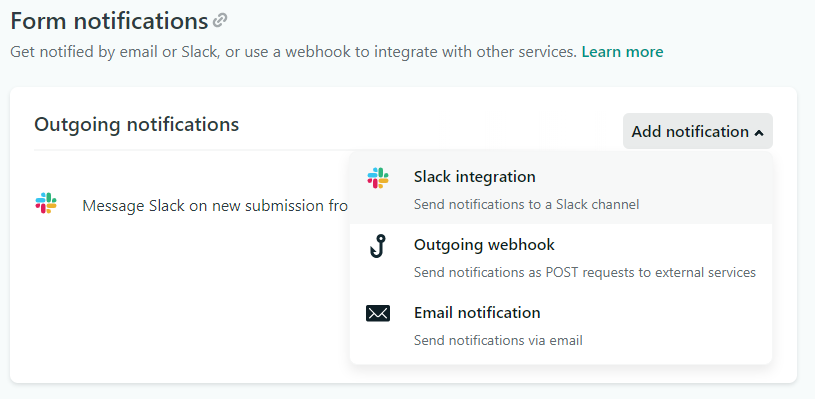 Form notifications
Get notified by email or Slack, or use a webhook to integrate with other services. Learn more
Outgoing notifications
Add notification
Message Slack on new submission fro
Slack integration
Send notifications to a Slack channel
Outgoing webhook
Send notifications as POST requests to external services
Email notification
Send notifications via email